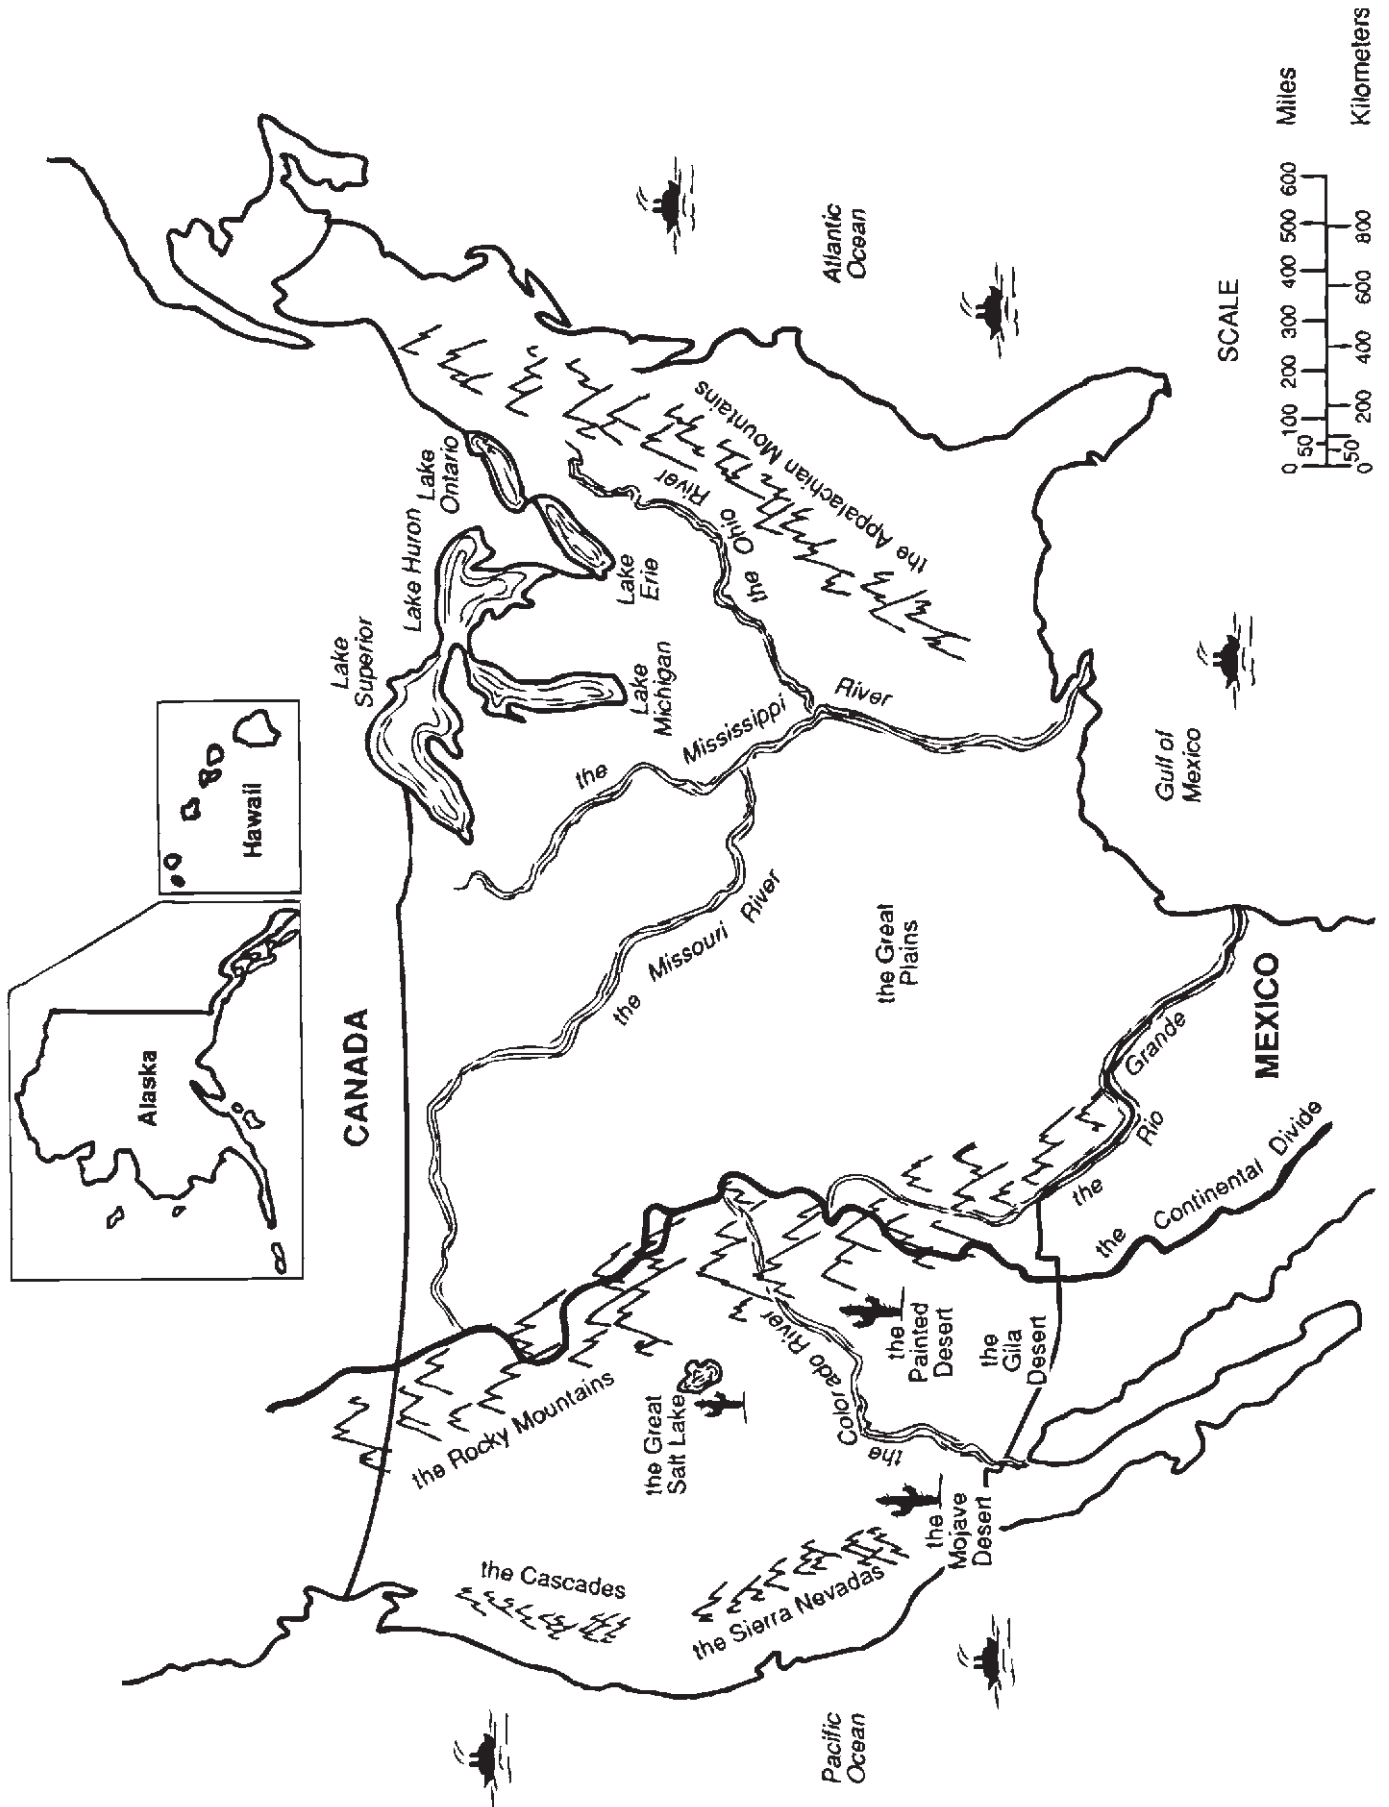 Alaska
Hawaii
CANADA
Lake
Superior
Lake Huron
Lake
Ontario
Lake
Erie
Lake
Michigan
the Cascades
the Rocky Mountains
the Great
Salt Lake
the Sierra Nevadas
the
Mojave
Desert
the Color ado River
the
Painted
Desert
the
Gila
Desert
the Missouri River
the Mississippi River
the Ohio River
the Appalachian Mountains
the Great
Plains
the Rio Grande
the Continental Divide
MEXICO
Gulf of
Mexico
Pacific
Ocean
Atlantic
Ocean
SCALE
0 50 100 200 300 400 500 600 Miles
0 50 200 400 600 800 Kilometers